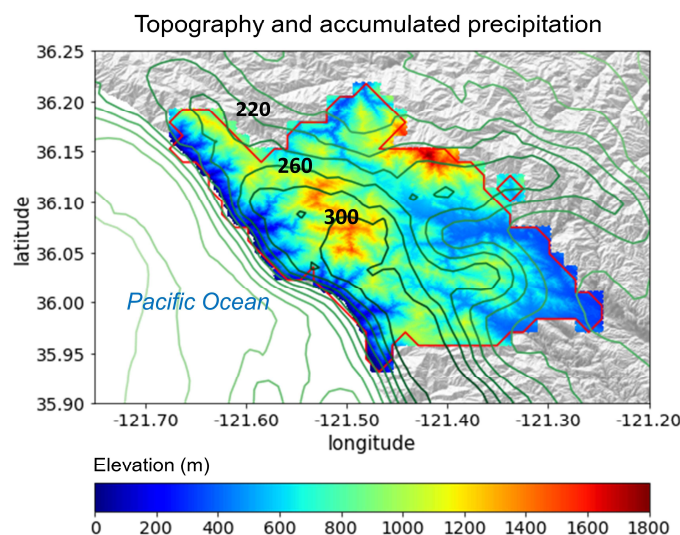 Topography and accumulated precipitation
36.25
36.20
36.15
36.10
36.05
36.00
35.95
35.90
latitude
220
260
300
Pacific Ocean
-121.70 -121.60 -121.50 -121.40 -121.30 -121.20
longitude
Elevation (m)
0 200 400 600 800 1000 1200 1400 1600 1800